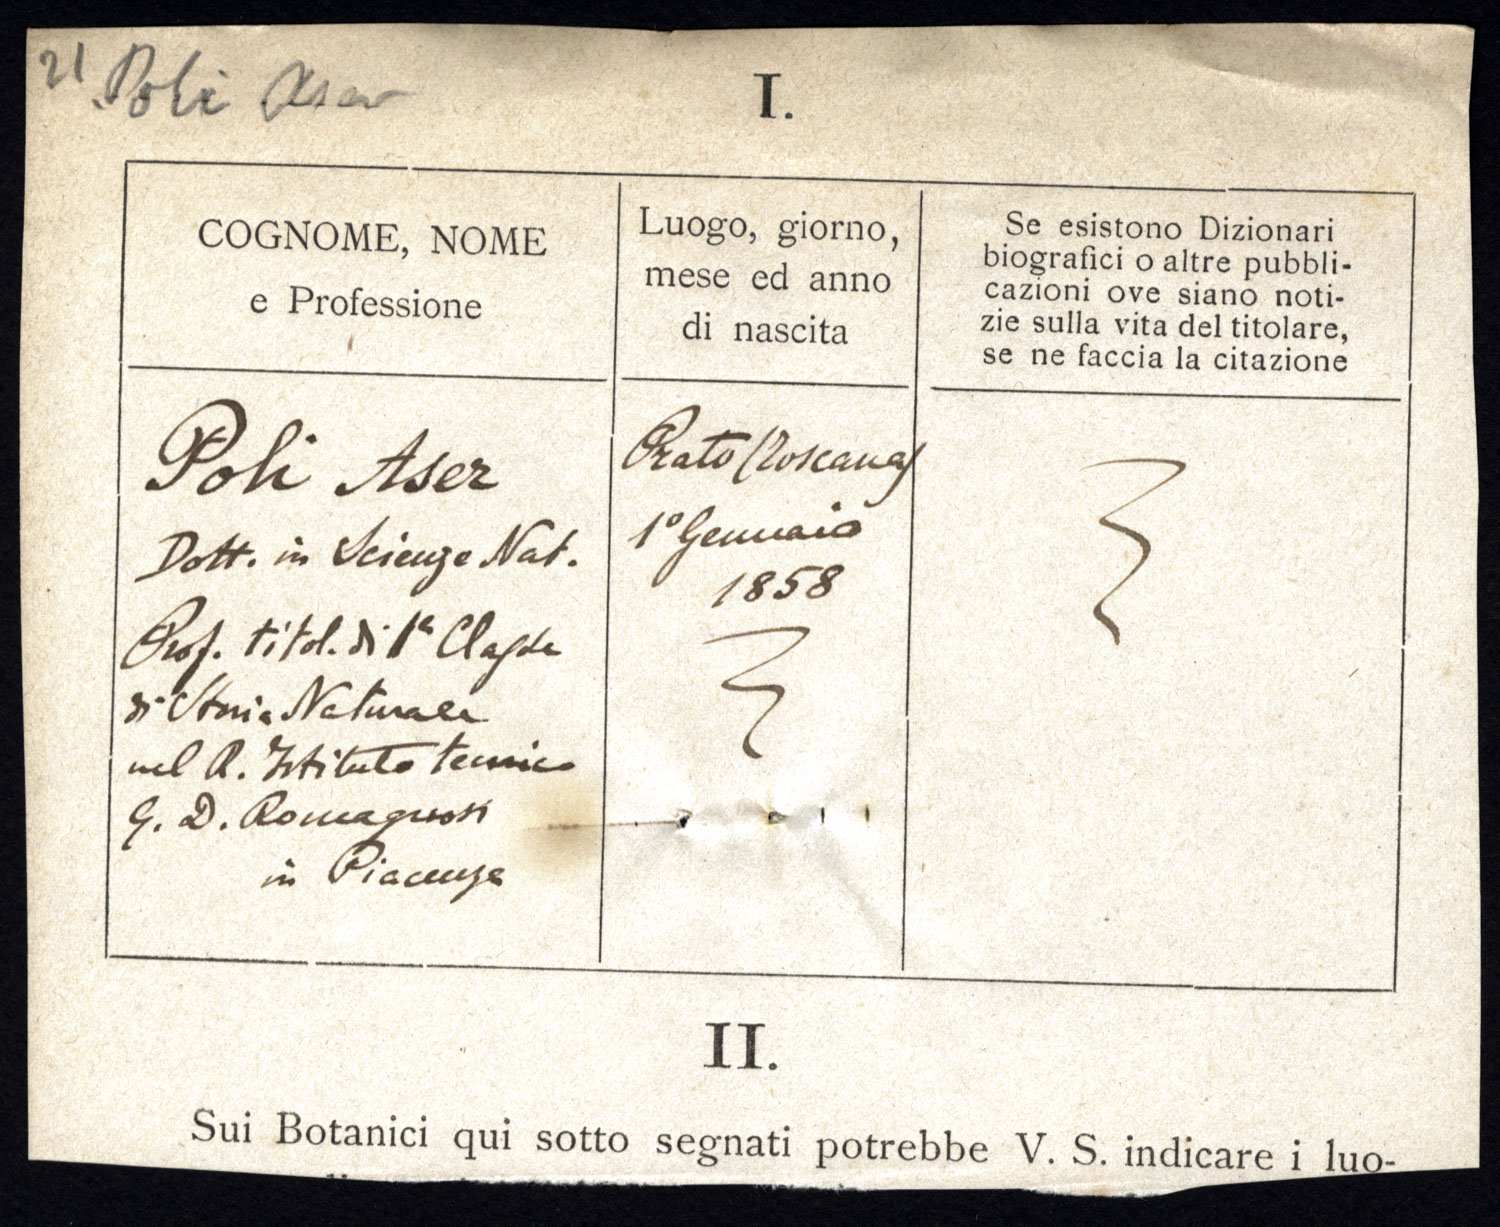 21 Poli Aser
I.
COGNOME, NOME
e Professione
Luogo, giorno,
mese ed anno
di nascita
Se esistono Dizionari
biografici o altre pubbli-
cazioni ove siano noti-
zie sulla vita del titolare,
se ne faccia la citazione
Poli Aser
Dott. in Scienze Nat.
Prof. titol. di 1ª Classe
di Storia Naturale
nel R. Istituto tecnico
G. D. Romagnosi
in Piacenza
Prato (Toscana)
1º Gennaio
1858
II.
Sui Botanici qui sotto segnati potrebbe V. S. indicare i luo-